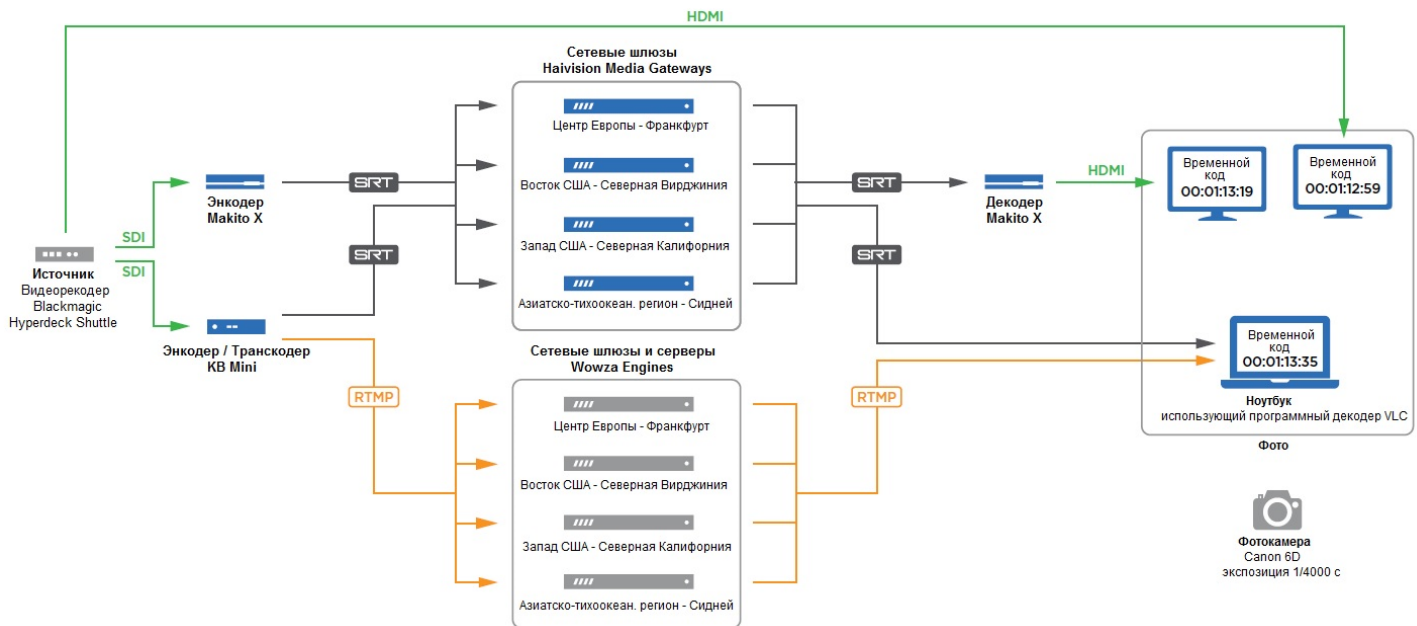 HDMI
Сетевые шлюзы
Haivision Media Gateways
Центр Европы - Франкфурт
Восток США - Северная Вирджиния
Запад США - Северная Калифорния
Азиатско-тихоокеан. регион - Сидней
SDI
SDI
Источник
Видеорекодер
Blackmagic
Hyperdeck Shuttle
Энкодер
Makito X
Энкодер / Транскодер
KB Mini
SRT
SRT
RTMP
Сетевые шлюзы и серверы
Wowza Engines
Центр Европы - Франкфурт
Восток США - Северная Вирджиния
Запад США - Северная Калифорния
Азиатско-тихоокеан. регион - Сидней
SRT
SRT
RTMP
Декодер
Makito X
HDMI
Временной
код
00:01:13:19
Временной
код
00:01:12:59
Временной
код
00:01:13:35
Ноутбук
использующий программный декодер VLC
Фото
Фотокамера
Canon 6D
экспозиция 1/4000 с